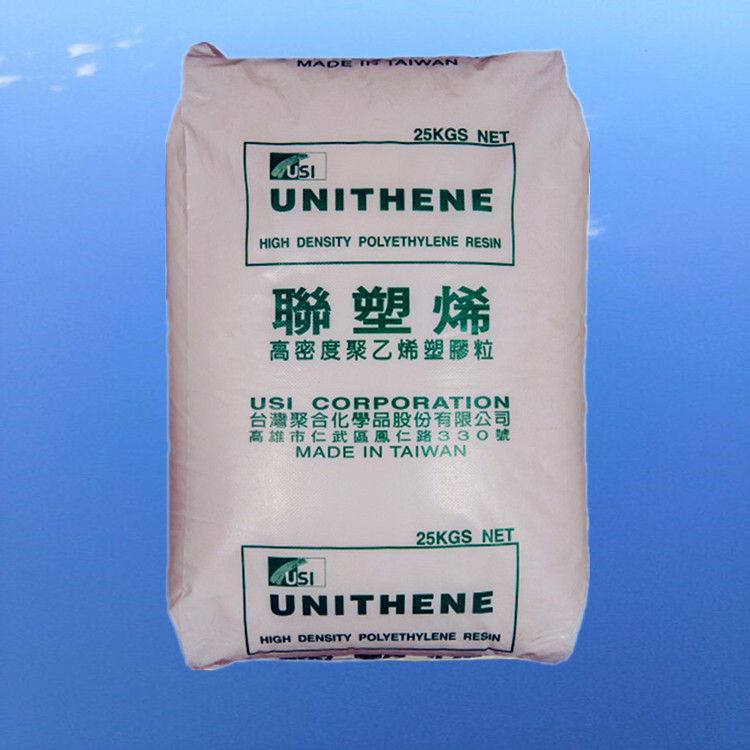 MADE IN TAIWAN
25KGS NET
USI
UNITHENE
HIGH DENSITY POLYETHYLENE RESIN
聯塑烯
高密度聚乙烯塑膠粒
USI CORPORATION
台灣聚合化學品股份有限公司
高雄市仁武區鳳仁路330號
MADE IN TAIWAN
25KGS NET
USI
UNITHENE
HIGH DENSITY POLYETHYLENE RESIN